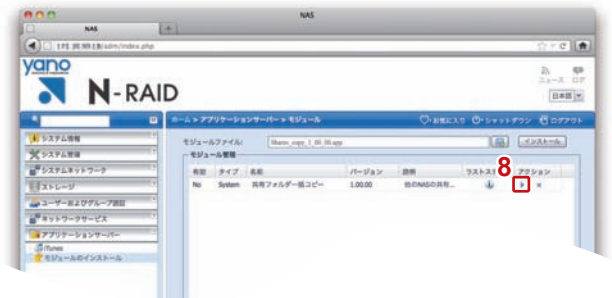 NAS
NAS
/adm/index.php
yano
N-RAID
ニュース ログ
日本語
ホーム » アプリケーションサーバー » モジュール
お気に入り シャットダウン ログアウト
システム情報
システム管理
システムネットワーク
ストレージ
ユーザーおよびグループ認証
ネットワークサービス
アプリケーションサーバー
iTunes
モジュールのインストール
モジュールファイル: Shares_copy_1_00_00.app インストール
モジュール管理
有効 タイプ 名前 バージョン 説明 ラストス アクション
8
No System 共有フォルダー一括コピー 1.00.00 他のNASの共有...